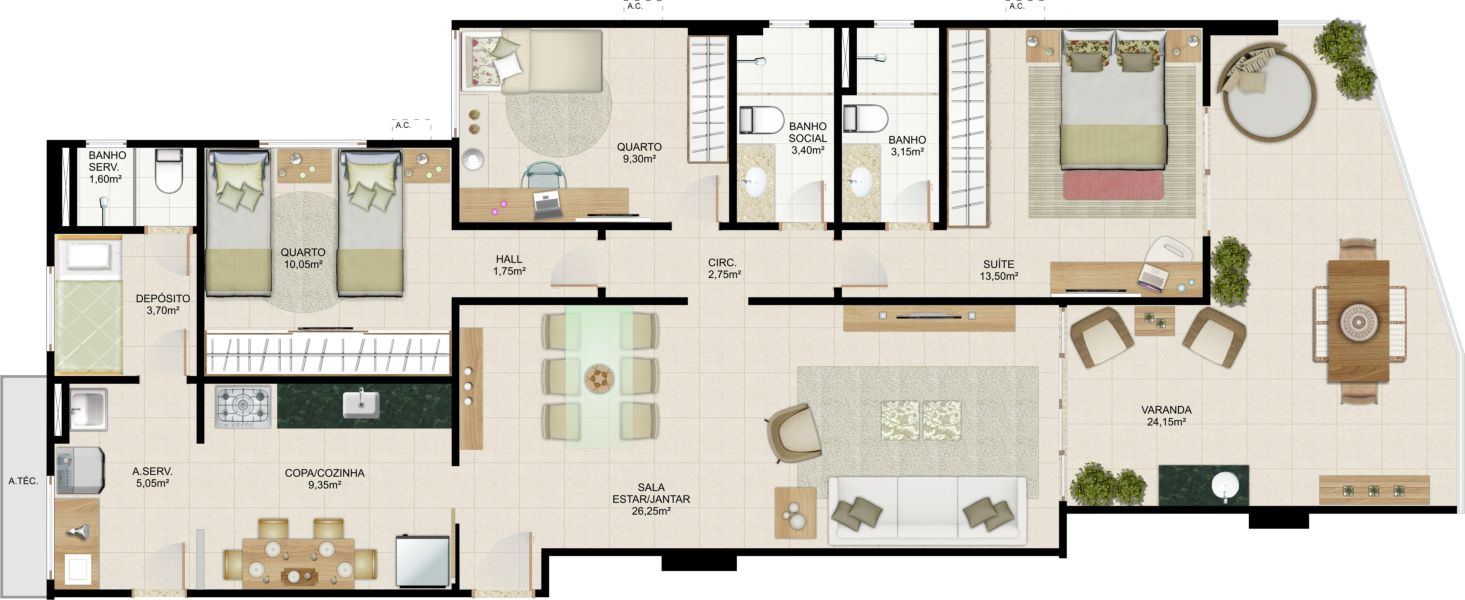 A.C.
A.C.
A.C.
BANHO
SERV.
1,60m²
QUARTO
9,30m²
BANHO
SOCIAL
3,40m²
BANHO
3,15m²
QUARTO
10,05m²
HALL
1,75m²
CIRC.
2,75m²
SUÍTE
13,50m²
DEPÓSITO
3,70m²
VARANDA
24,15m²
A.TÉC.
A.SERV.
5,05m²
COPA/COZINHA
9,35m²
SALA
ESTAR/JANTAR
26,25m²